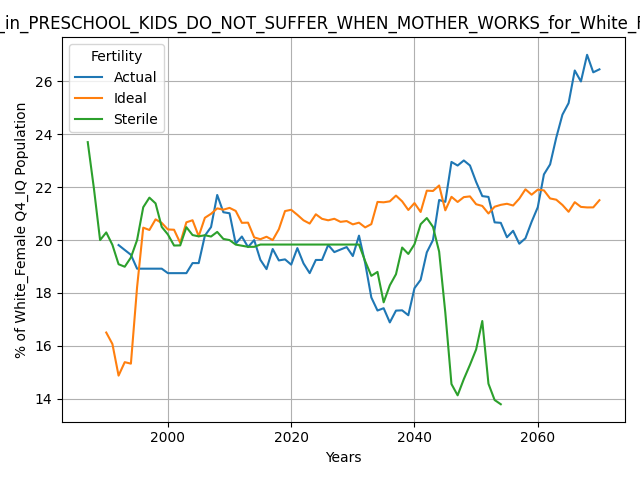 _in_PRESCHOOL_KIDS_DO_NOT_SUFFER_WHEN_MOTHER_WORKS_for_White_F
Fertility
Actual
Ideal
Sterile
% of White_Female Q4_IQ Population
26
24
22
20
18
16
14
2000 2020 2040 2060
Years